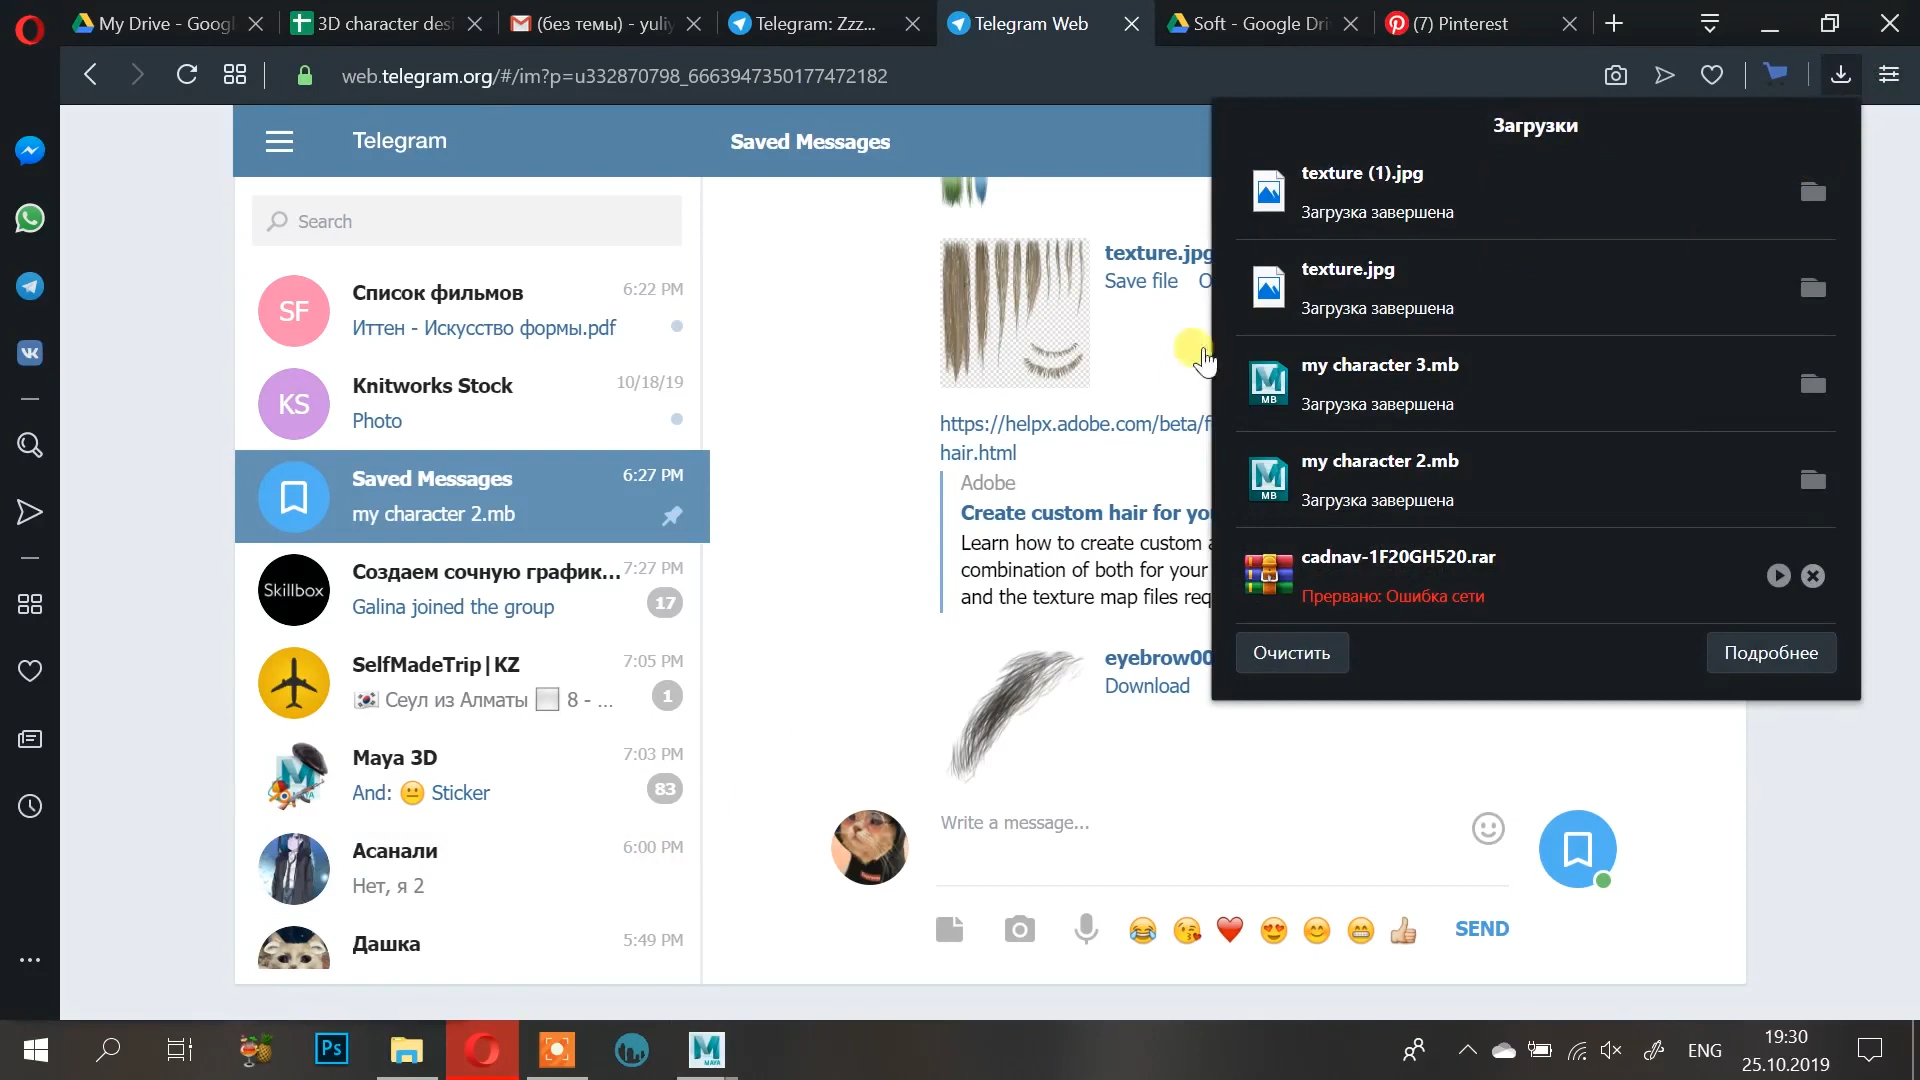 My Drive - Googl
3D character desi
(без темы) - yuliy
Telegram: Zzz...
Telegram Web
Soft - Google Dri
(7) Pinterest
web.telegram.org/#/im?p=u332870798_6663947350177472182
Telegram
Saved Messages
Search
SF
Список фильмов
6:22 PM
Иттен - Искусство формы.pdf
KS
Knitworks Stock
10/18/19
Photo
Saved Messages
6:27 PM
my character 2.mb
Skillbox
Создаем сочную график...
7:27 PM
Galina joined the group
17
SelfMadeTrip|KZ
7:05 PM
Сеул из Алматы 8 - ...
1
Maya 3D
7:03 PM
And: Sticker
83
Асанали
6:00 PM
Нет, я 2
Дашка
5:49 PM
texture.jpg
Save file
https://helpx.adobe.com/beta/f
hair.html
Adobe
Create custom hair for yo
Learn how to create custom a
combination of both for your
and the texture map files req
eyebrow00
Download
Write a message...
SEND
Загрузки
texture (1).jpg
Загрузка завершена
texture.jpg
Загрузка завершена
MB
my character 3.mb
Загрузка завершена
MB
my character 2.mb
Загрузка завершена
cadnav-1F20GH520.rar
Прервано: Ошибка сети
Очистить
Подробнее
Ps
MAYA
ENG
19:30
25.10.2019